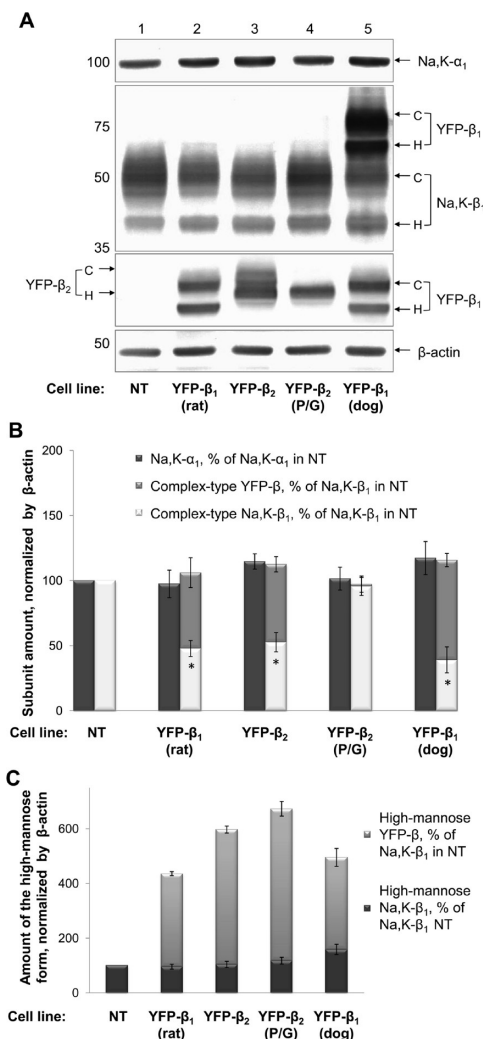 A
1 2 3 4 5
100
Na,K-α₁
75
C
YFP-β₁
H
50
C
Na,K-β₁
H
35
YFP-β₂
C
H
C
YFP-β₁
H
50
β-actin
Cell line: NT YFP-β₁ (rat) YFP-β₂ YFP-β₂ (P/G) YFP-β₁ (dog)
B
Subunit amount, normalized by β-actin
200
150
100
50
0
Na,K-α₁, % of Na,K-α₁ in NT
Complex-type YFP-β, % of Na,K-β₁ in NT
Complex-type Na,K-β₁, % of Na,K-β₁ in NT
* * *
Cell line: NT YFP-β₁ (rat) YFP-β₂ YFP-β₂ (P/G) YFP-β₁ (dog)
C
Amount of the high-mannose
form, normalized by β-actin
600
400
200
0
High-mannose
YFP-β, % of
Na,K-β₁ in NT
High-mannose
Na,K-β₁, % of
Na,K-β₁ NT
Cell line: NT YFP-β₁ (rat) YFP-β₂ YFP-β₂ (P/G) YFP-β₁ (dog)